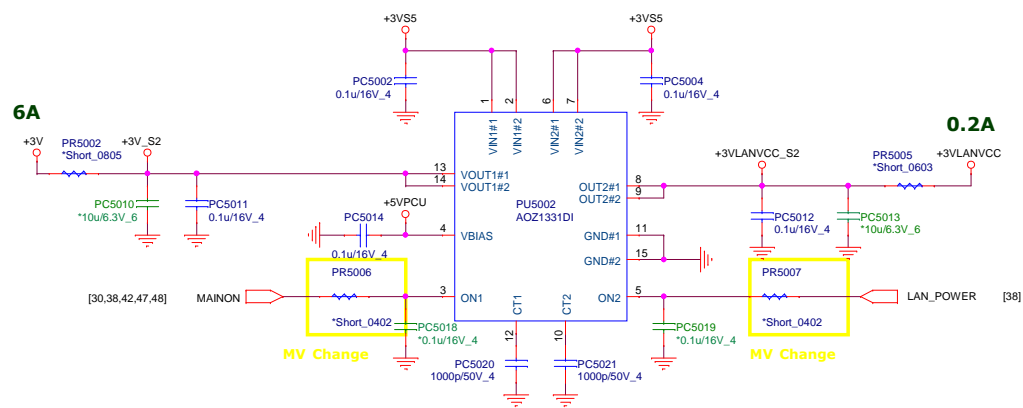 +3VS5
+3VS5
PC5002
0.1u/16V_4
PC5004
0.1u/16V_4
1
2
6
7
VIN1#1
VIN1#2
VIN2#1
VIN2#2
6A
0.2A
+3V
PR5002
*Short_0805
+3V_S2
+3VLANVCC_S2
PR5005
*Short_0603
+3VLANVCC
13
VOUT1#1
14
VOUT1#2
OUT2#1
8
OUT2#2
9
PC5010
*10u/6.3V_6
PC5011
0.1u/16V_4
PU5002
AOZ1331DI
PC5012
0.1u/16V_4
PC5013
*10u/6.3V_6
+5VPCU
PC5014
0.1u/16V_4
4
VBIAS
GND#1
11
GND#2
15
PR5006
*Short_0402
PR5007
*Short_0402
[30,38,42,47,48]
MAINON
3
ON1
ON2
5
LAN_POWER
[38]
CT1
CT2
12
10
PC5018
*0.1u/16V_4
PC5019
*0.1u/16V_4
MV Change
MV Change
PC5020
1000p/50V_4
PC5021
1000p/50V_4